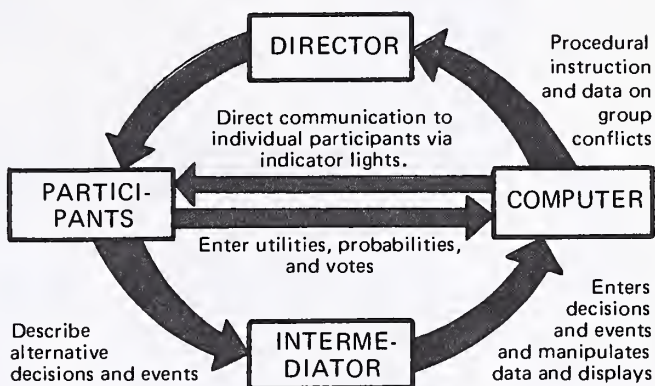 DIRECTOR
Procedural
instruction
and data on
group
conflicts
Direct communication to
individual participants via
indicator lights.
PARTICI-
PANTS
COMPUTER
Enter utilities, probabilities,
and votes
Describe
alternative
decisions and events
INTERME-
DIATOR
Enters
decisions
and events
and manipulates
data and displays